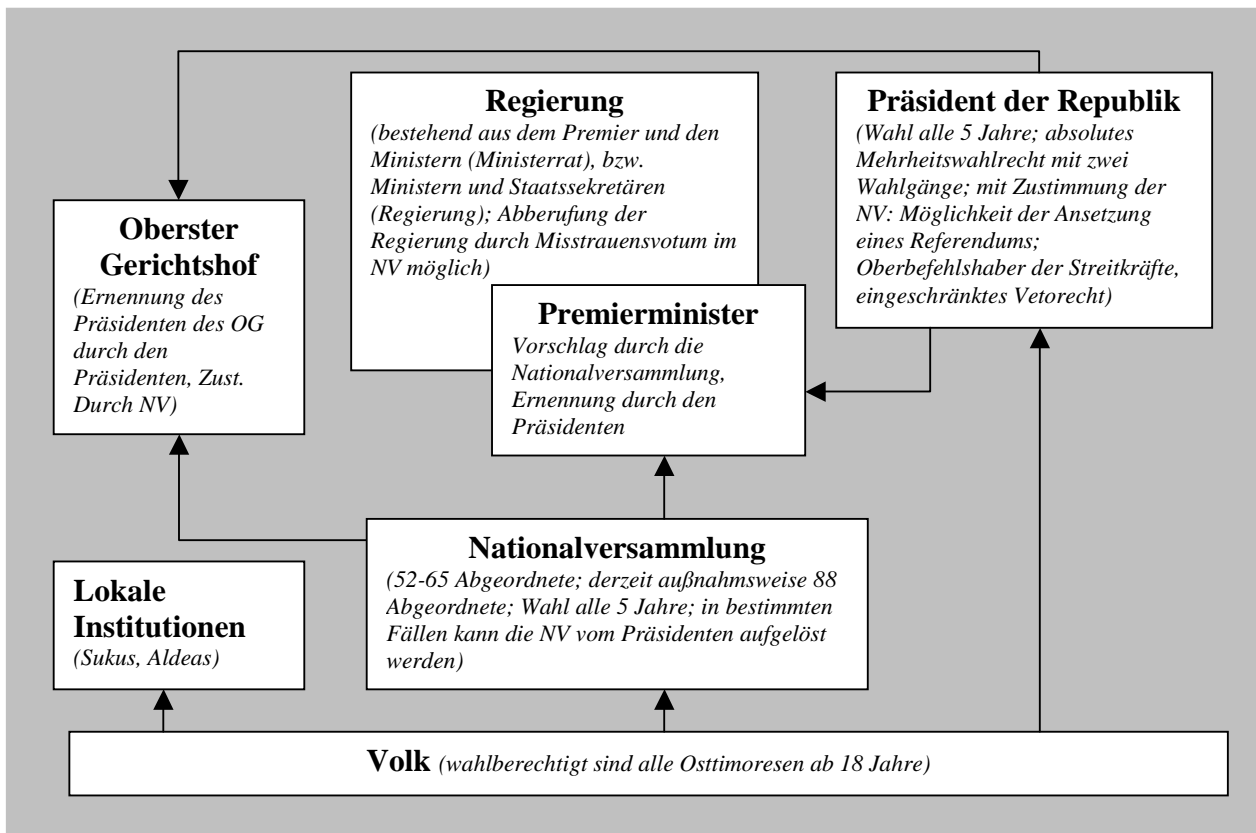 Regierung
(bestehend aus dem Premier und den
Ministern (Ministerrat), bzw.
Ministern und Staatssekretären
(Regierung); Abberufung der
Regierung durch Misstrauensvotum im
NV möglich)
Präsident der Republik
(Wahl alle 5 Jahre; absolutes
Mehrheitswahlrecht mit zwei
Wahlgänge; mit Zustimmung der
NV: Möglichkeit der Ansetzung
eines Referendums;
Oberbefehlshaber der Streitkräfte,
eingeschränktes Vetorecht)
Oberster
Gerichtshof
(Ernennung des
Präsidenten des OG
durch den
Präsidenten, Zust.
Durch NV)
Premierminister
Vorschlag durch die
Nationalversammlung,
Ernennung durch den
Präsidenten
Nationalversammlung
(52-65 Abgeordnete; derzeit außnahmsweise 88
Abgeordnete; Wahl alle 5 Jahre; in bestimmten
Fällen kann die NV vom Präsidenten aufgelöst
werden)
Lokale
Institutionen
(Sukus, Aldeas)
Volk (wahlberechtigt sind alle Osttimoresen ab 18 Jahre)